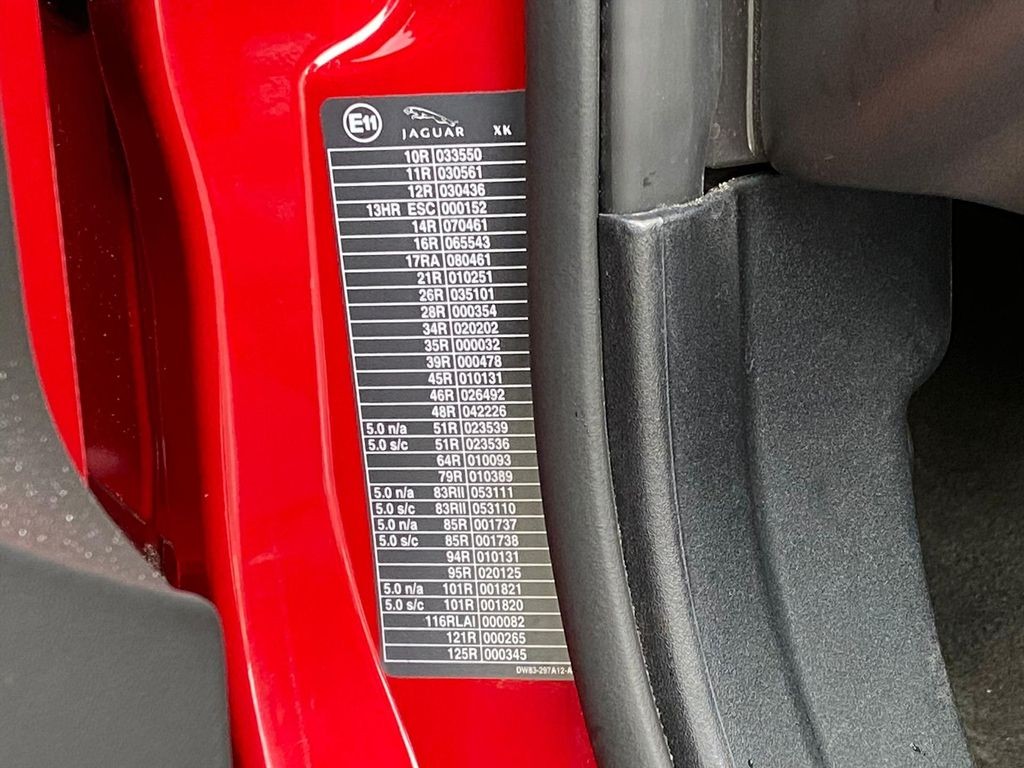 E11 JAGUAR XK
10R 033550
11R 030561
12R 030436
13HR ESC 000152
14R 070461
16R 065543
17RA 080461
21R 010251
26R 035101
28R 000354
34R 020202
35R 000032
39R 000478
45R 010131
46R 026492
48R 042226
5.0 n/a 51R 023539
5.0 s/c 51R 023536
64R 010093
79R 010389
5.0 n/a 83RII 053111
5.0 s/c 83RII 053110
5.0 n/a 85R 001737
5.0 s/c 85R 001738
94R 010131
95R 020125
5.0 n/a 101R 001821
5.0 s/c 101R 001820
116RLAI 000082
121R 000265
125R 000345
DW83-297A12-A